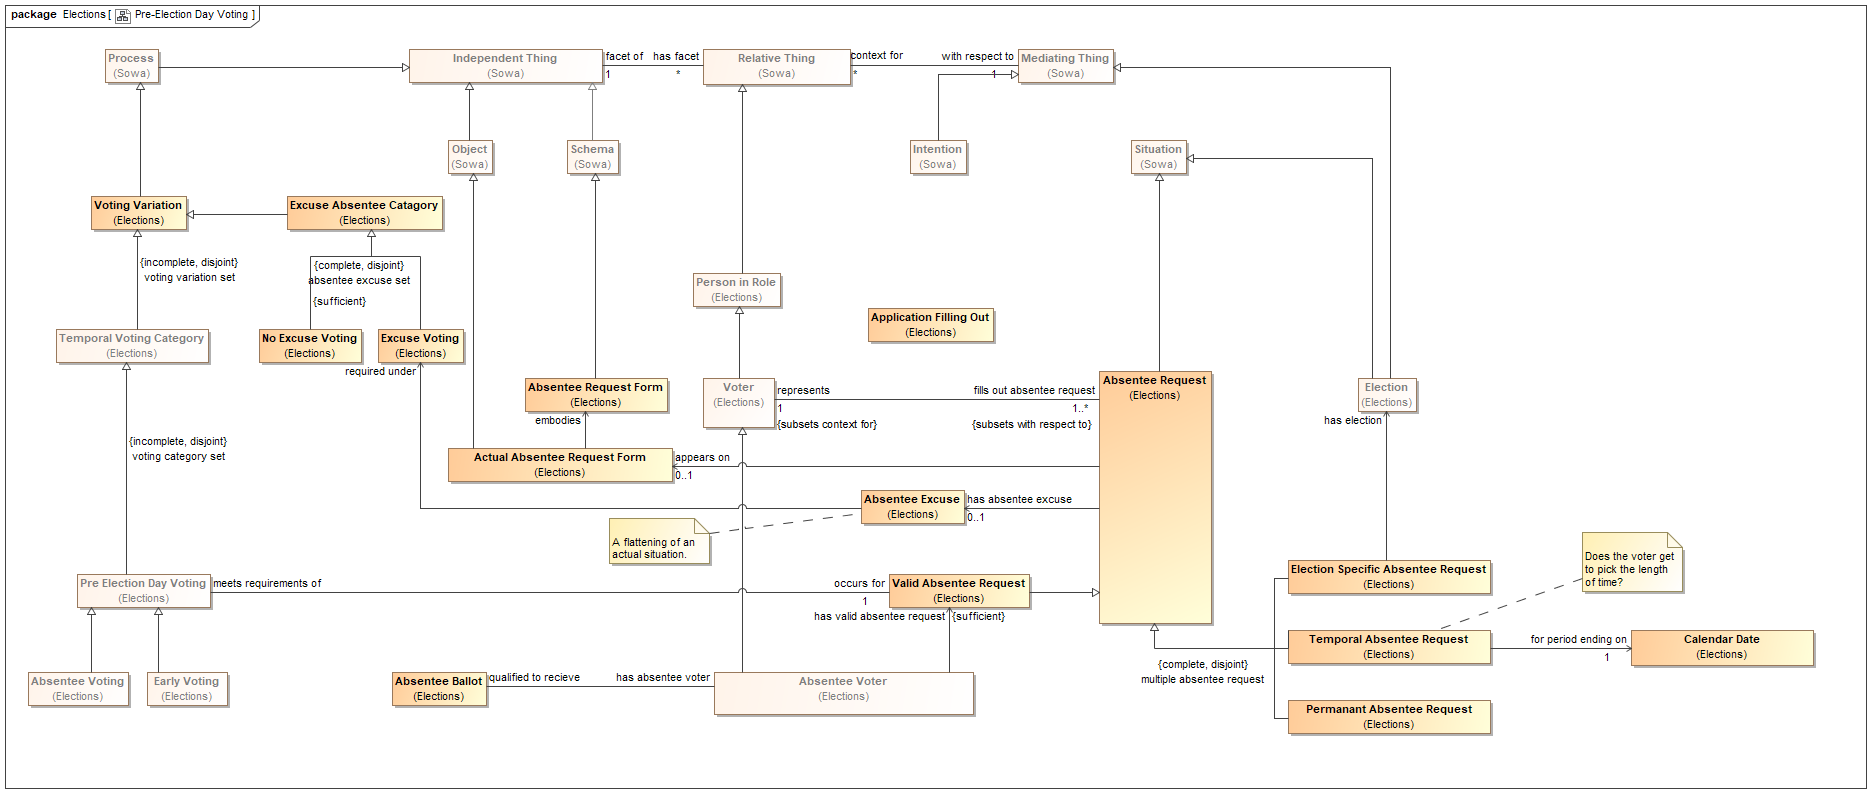 package Elections [ Pre-Election Day Voting ]
Process
(Sowa)
Independent Thing
(Sowa)
facet of
1
has facet
*
Relative Thing
(Sowa)
context for
*
with respect to
1
Mediating Thing
(Sowa)
Object
(Sowa)
Schema
(Sowa)
Intention
(Sowa)
Situation
(Sowa)
Voting Variation
(Elections)
Excuse Absentee Catagory
(Elections)
{incomplete, disjoint}
voting variation set
{complete, disjoint}
absentee excuse set
{sufficient}
Person in Role
(Elections)
Application Filling Out
(Elections)
Temporal Voting Category
(Elections)
No Excuse Voting
(Elections)
Excuse Voting
(Elections)
required under
Absentee Request Form
(Elections)
embodies
Voter
(Elections)
represents
1
{subsets context for}
fills out absentee request
1..*
{subsets with respect to}
Absentee Request
(Elections)
Election
(Elections)
has election
{incomplete, disjoint}
voting category set
Actual Absentee Request Form
(Elections)
appears on
0..1
Absentee Excuse
(Elections)
has absentee excuse
0..1
A flattening of an
actual situation.
Does the voter get
to pick the length
of time?
Pre Election Day Voting
(Elections)
meets requirements of
occurs for
1
Valid Absentee Request
(Elections)
has valid absentee request
{sufficient}
Election Specific Absentee Request
(Elections)
Temporal Absentee Request
(Elections)
for period ending on
1
Calendar Date
(Elections)
{complete, disjoint}
multiple absentee request
Permanant Absentee Request
(Elections)
Absentee Voting
(Elections)
Early Voting
(Elections)
Absentee Ballot
(Elections)
qualified to recieve
has absentee voter
Absentee Voter
(Elections)